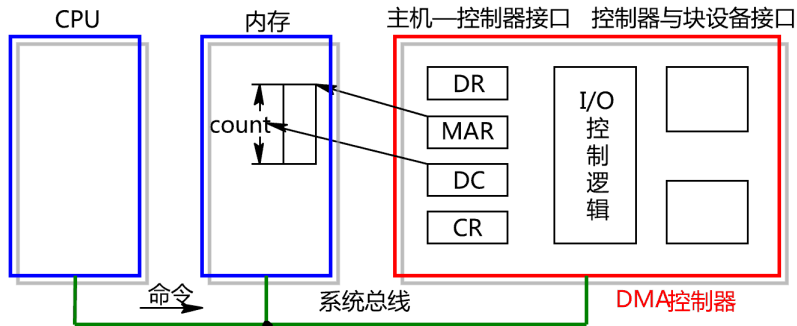 CPU
内存
主机—控制器接口
控制器与块设备接口
count
DR
MAR
DC
CR
I/O
控
制
逻
辑
命令
系统总线
DMA控制器